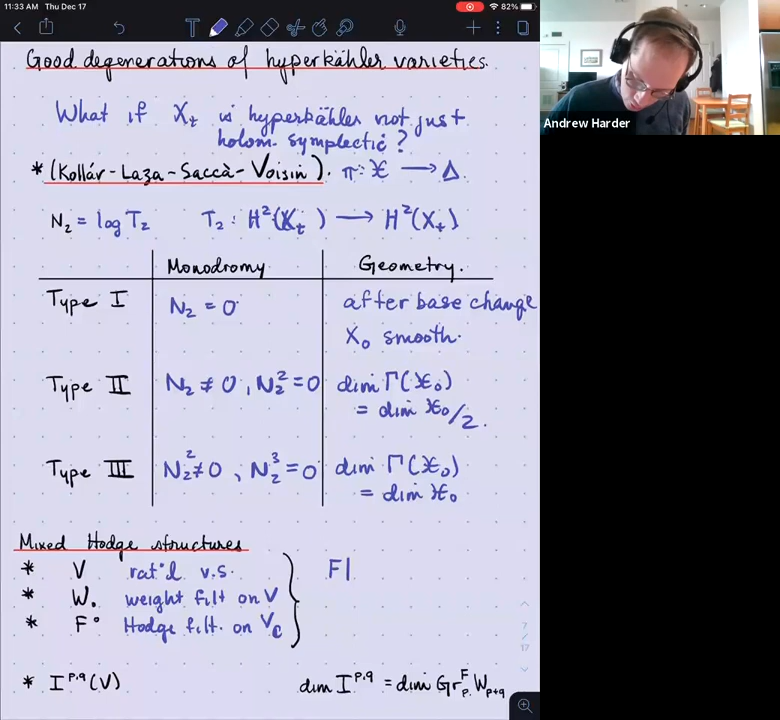 11:33 AM Thu Dec 17
82%
Andrew Harder
Good degenerations of hyperkähler varieties.
What if X_t is hyperkähler not just
holom. symplectic?
* (Kollár-Laza-Saccà-Voisin). π: 𝒳 → Δ.
N_2 = log T_2 T_2 : H^2(X_t) → H^2(X_t)
Monodromy Geometry.
Type I N_2 = 0 after base change
X_0 smooth.
Type II N_2 ≠ 0, N_2^2 = 0 dim Γ(𝒳_0)
= dim 𝒳_0/2.
Type III N_2^2 ≠ 0, N_2^3 = 0 dim Γ(𝒳_0)
= dim 𝒳_0
Mixed Hodge structures
* V rat'l v.s. F|
* W. weight filt on V
* F° Hodge filt. on V_C
* I^{p,q}(V) dim I^{p,q} = dim Gr_p^F W_{p+q}
7
17